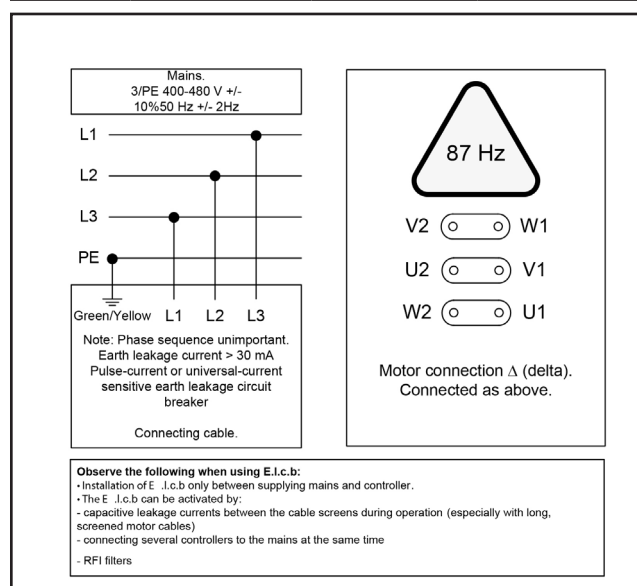 Mains.
3/PE 400-480 V +/-
10%50 Hz +/- 2Hz
L1
L2
L3
PE
Green/Yellow L1 L2 L3
Note: Phase sequence unimportant.
Earth leakage current > 30 mA
Pulse-current or universal-current
sensitive earth leakage circuit
breaker
Connecting cable.
87 Hz
V2 W1
U2 V1
W2 U1
Motor connection Δ (delta).
Connected as above.
Observe the following when using E.l.c.b:
• Installation of E .l.c.b only between supplying mains and controller.
• The E .l.c.b can be activated by:
- capacitive leakage currents between the cable screens during operation (especially with long,
screened motor cables)
- connecting several controllers to the mains at the same time
- RFI filters